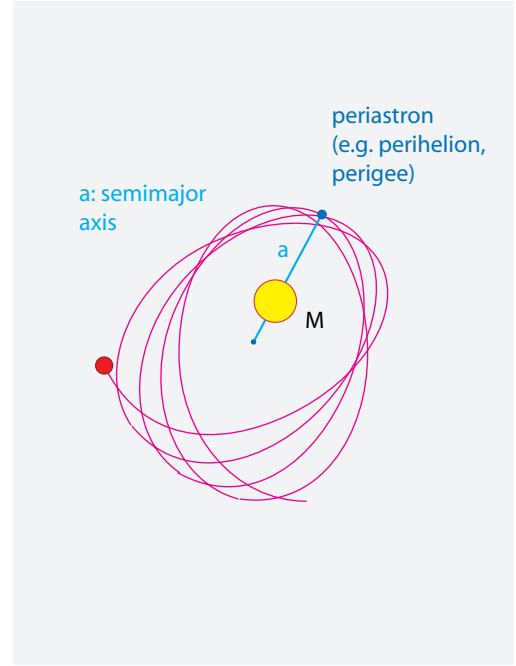 periastron
(e.g. perihelion,
perigee)
a: semimajor
axis
a
M